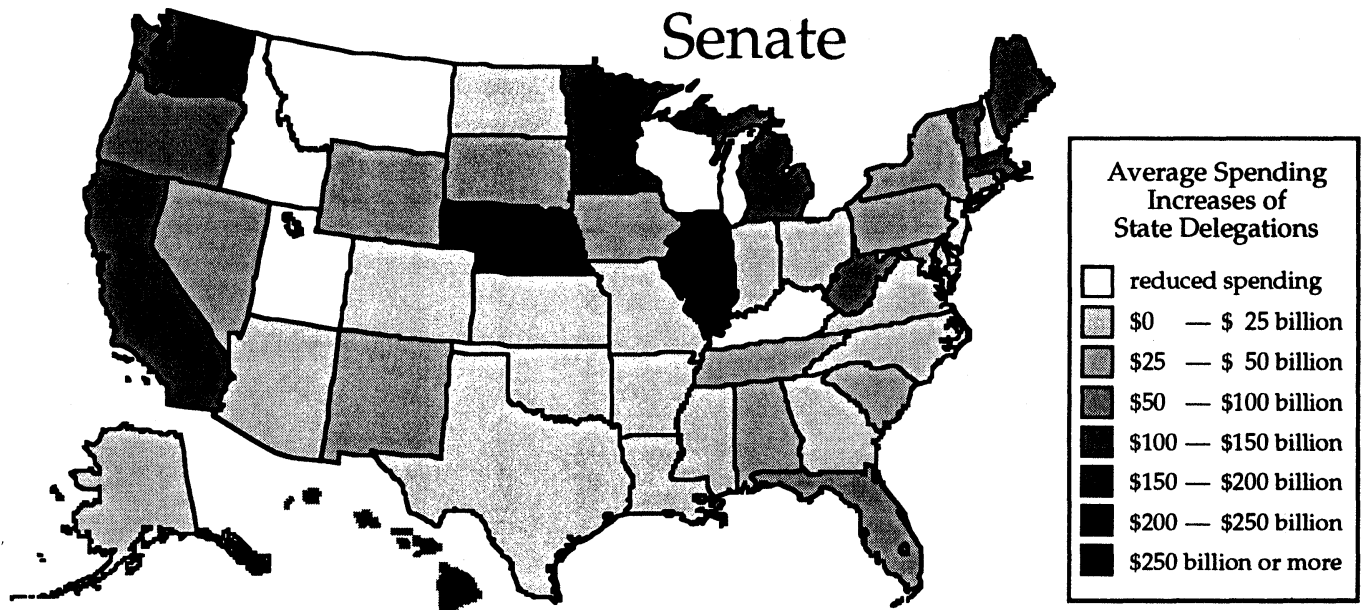 Senate
Average Spending
Increases of
State Delegations
reduced spending
$0 — $ 25 billion
$25 — $ 50 billion
$50 — $100 billion
$100 — $150 billion
$150 — $200 billion
$200 — $250 billion
$250 billion or more